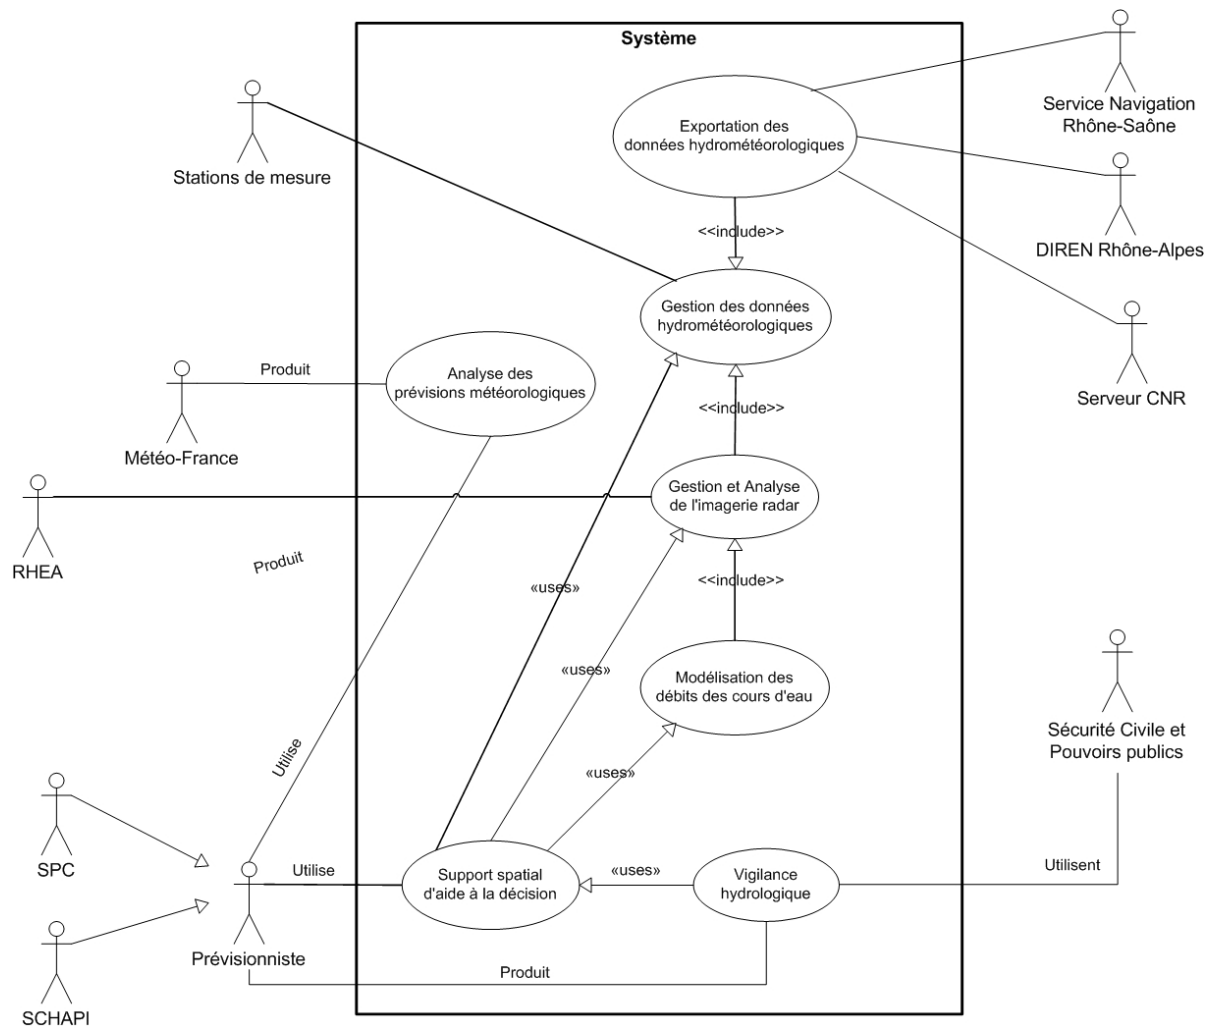 Système
Service Navigation
Rhône-Saône
Exportation des
données hydrométéorologiques
Stations de mesure
<<include>>
DIREN Rhône-Alpes
Gestion des données
hydrométéorologiques
Produit
Analyse des
prévisions météorologiques
Serveur CNR
<<include>>
Météo-France
Gestion et Analyse
de l'imagerie radar
RHEA
Produit
«uses»
<<include>>
«uses»
Modélisation des
débits des cours d'eau
Sécurité Civile et
Pouvoirs publics
Utilise
«uses»
SPC
Utilise
Support spatial
d'aide à la décision
«uses»
Vigilance
hydrologique
Utilisent
Prévisionniste
Produit
SCHAPI